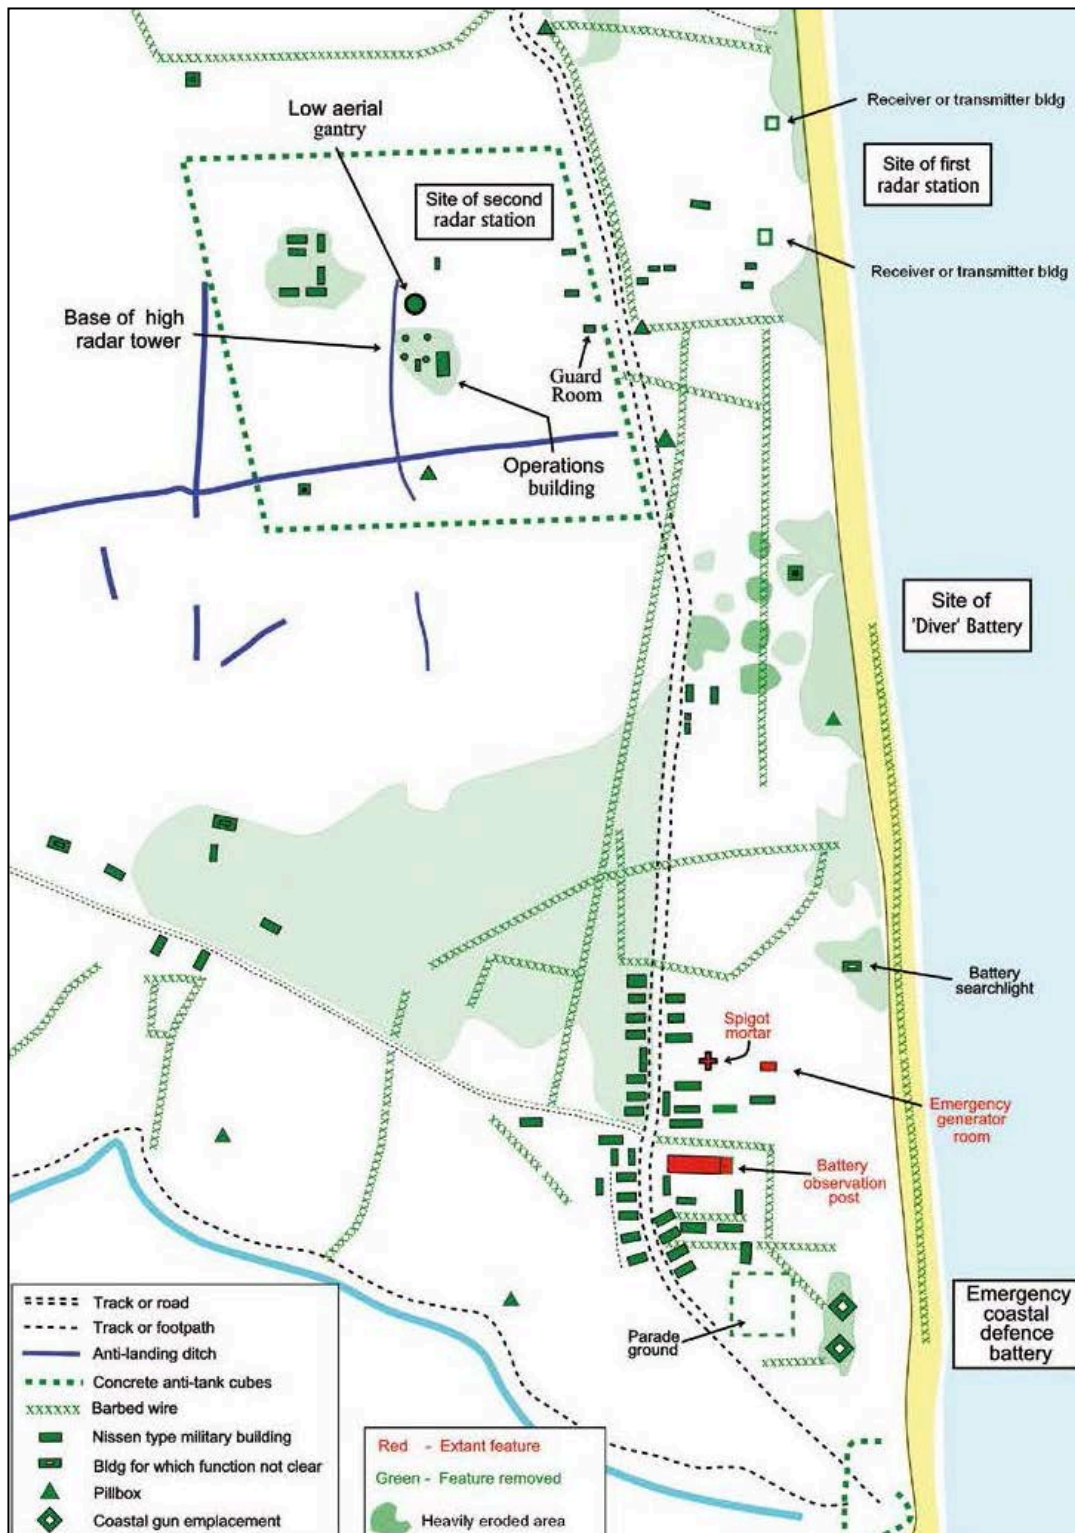 Receiver or transmitter bldg
Low aerial
gantry
Site of first
radar station
Site of second
radar station
Receiver or transmitter bldg
Base of high
radar tower
Guard
Room
Operations
building
Site of
'Diver' Battery
Battery
searchlight
Spigot
mortar
Emergency
generator
room
Battery
observation
post
Emergency
coastal
defence
battery
Parade
ground
Track or road
Track or footpath
Anti-landing ditch
Concrete anti-tank cubes
xxxxxx Barbed wire
Nissen type military building
Bldg for which function not clear
Pillbox
Coastal gun emplacement
Red - Extant feature
Green - Feature removed
Heavily eroded area